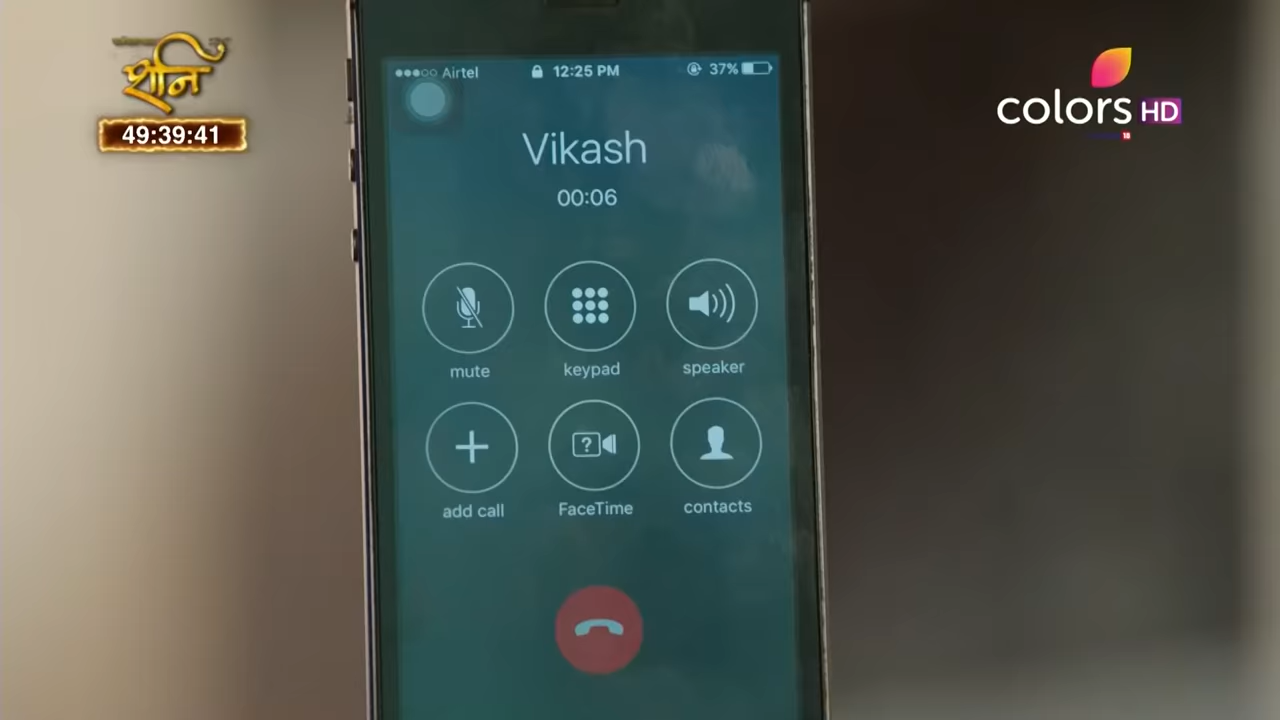 शनि
49:39:41
colors HD
18
Airtel
12:25 PM
37%
Vikash
00:06
mute
keypad
speaker
add call
?
FaceTime
contacts